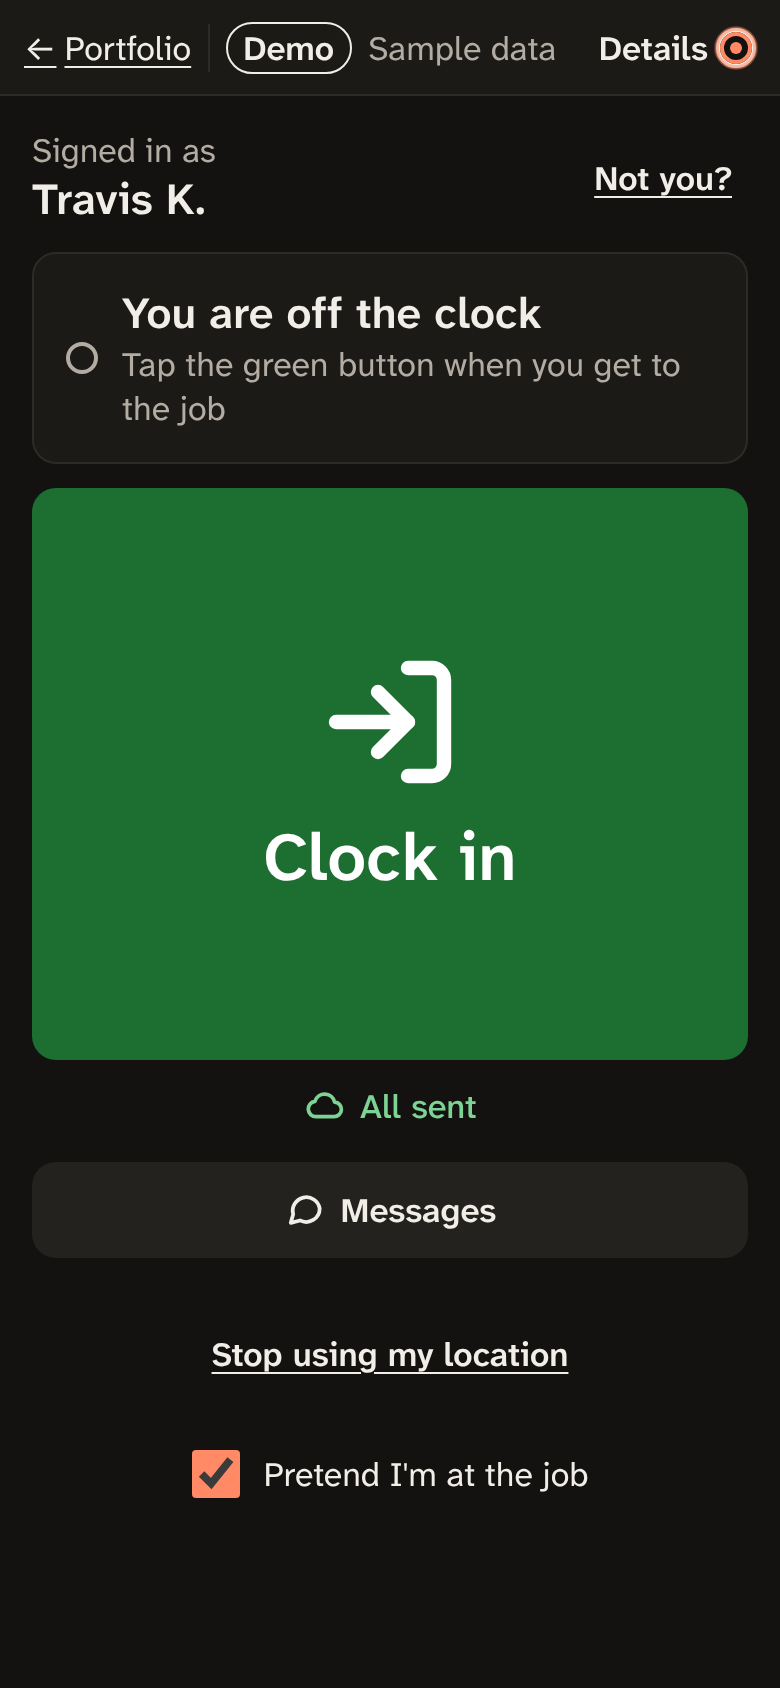 ← Portfolio Demo Sample data Details
Signed in as
Travis K.
Not you?
You are off the clock
Tap the green button when you get to
the job
Clock in
All sent
Messages
Stop using my location
Pretend I'm at the job